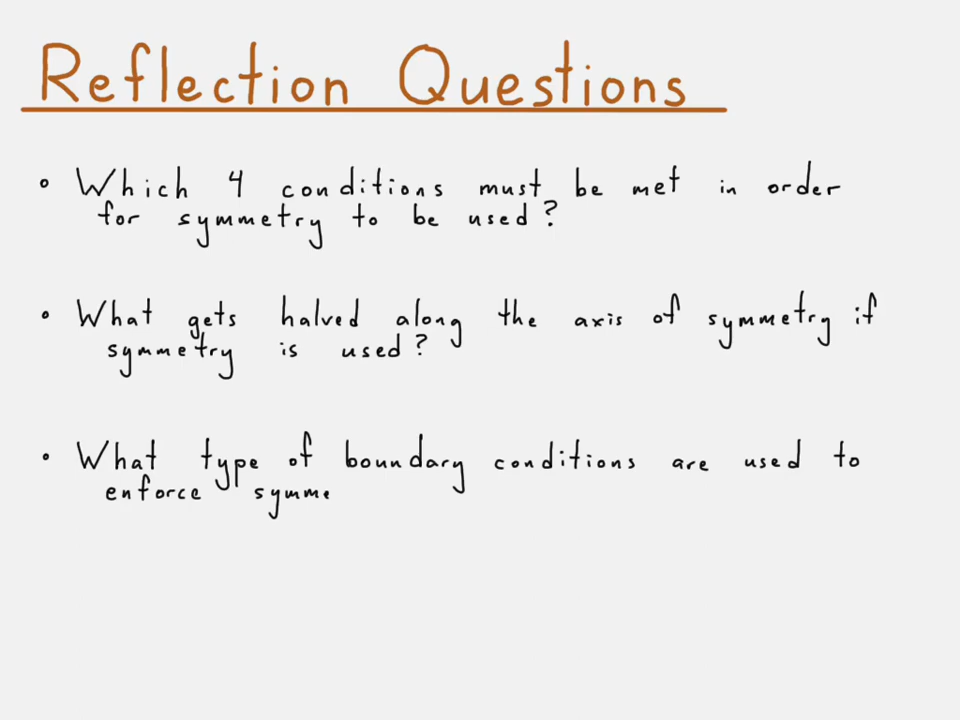 Reflection Questions
• Which 4 conditions must be met in order
for symmetry to be used?
• What gets halved along the axis of symmetry if
symmetry is used?
• What type of boundary conditions are used to
enforce symme